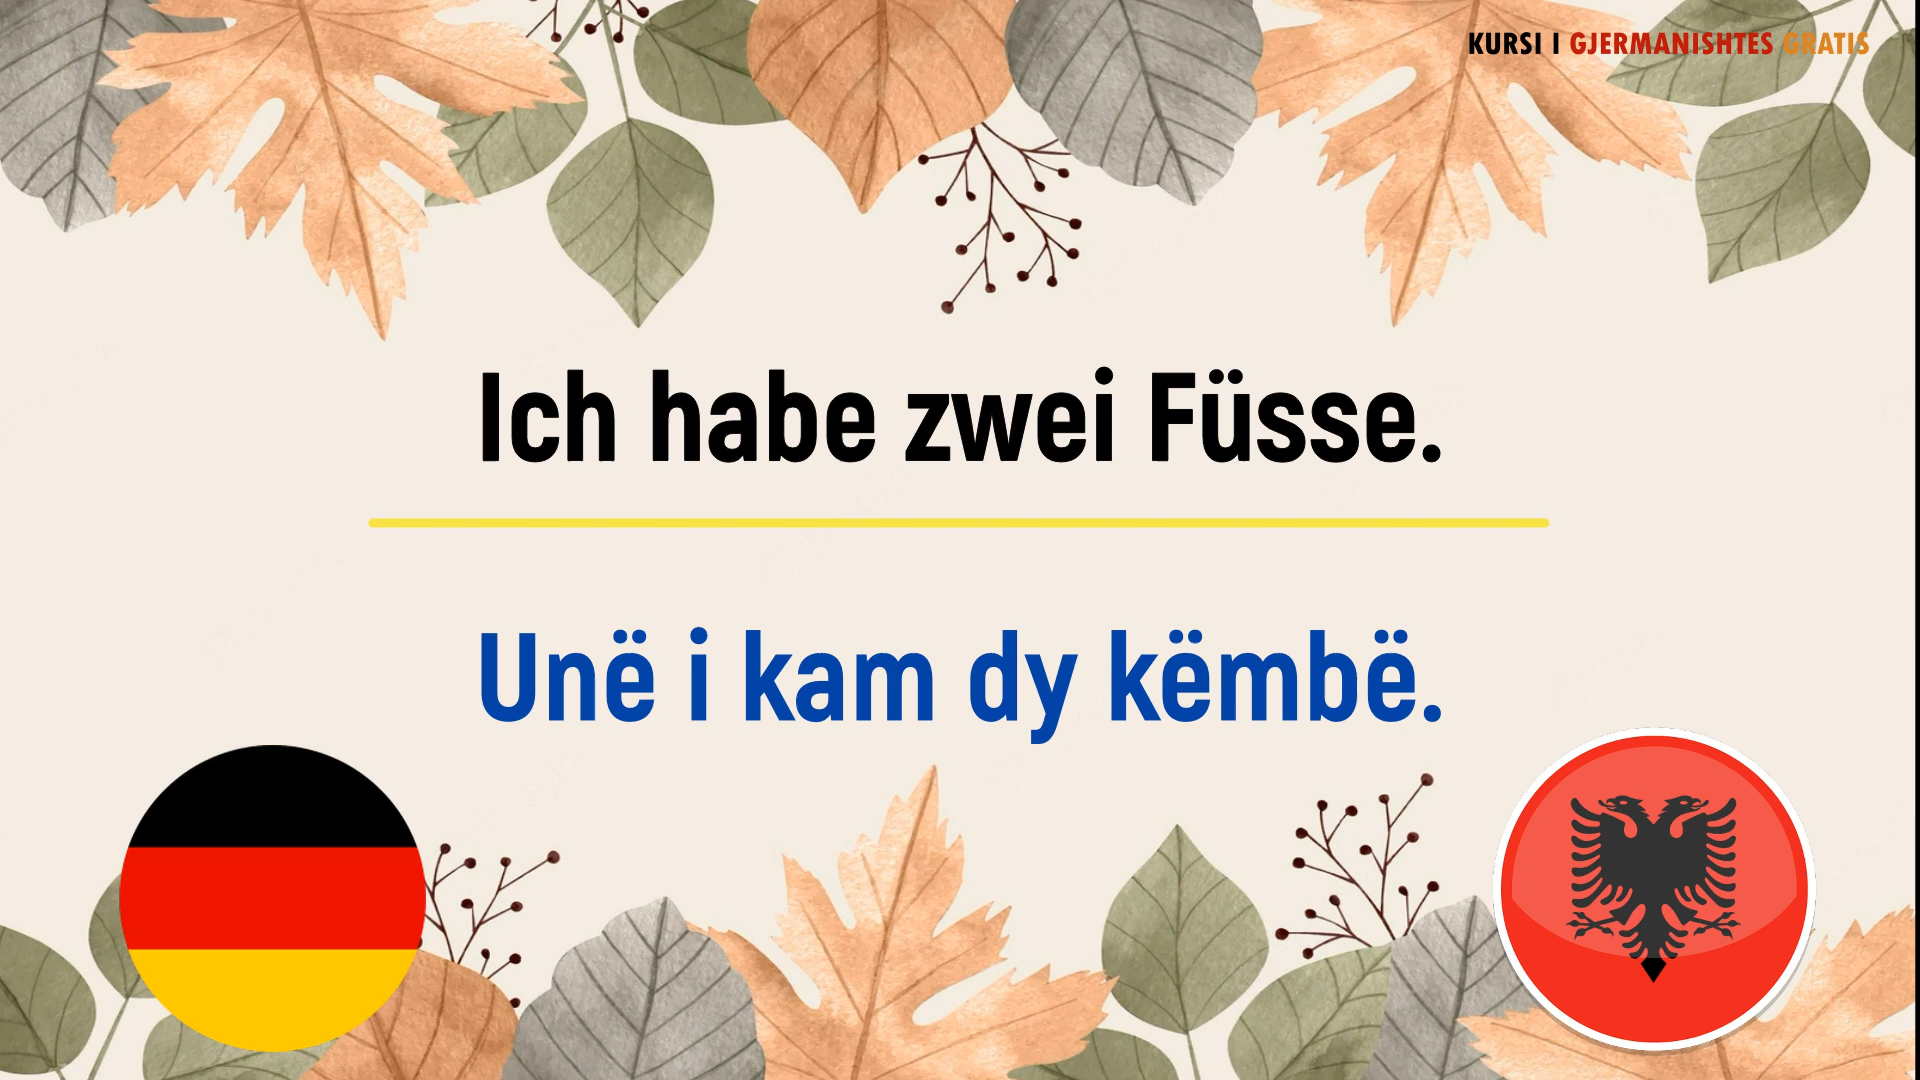 KURSI I GJERMANISHTES GRATIS
Ich habe zwei Füsse.
Unë i kam dy këmbë.